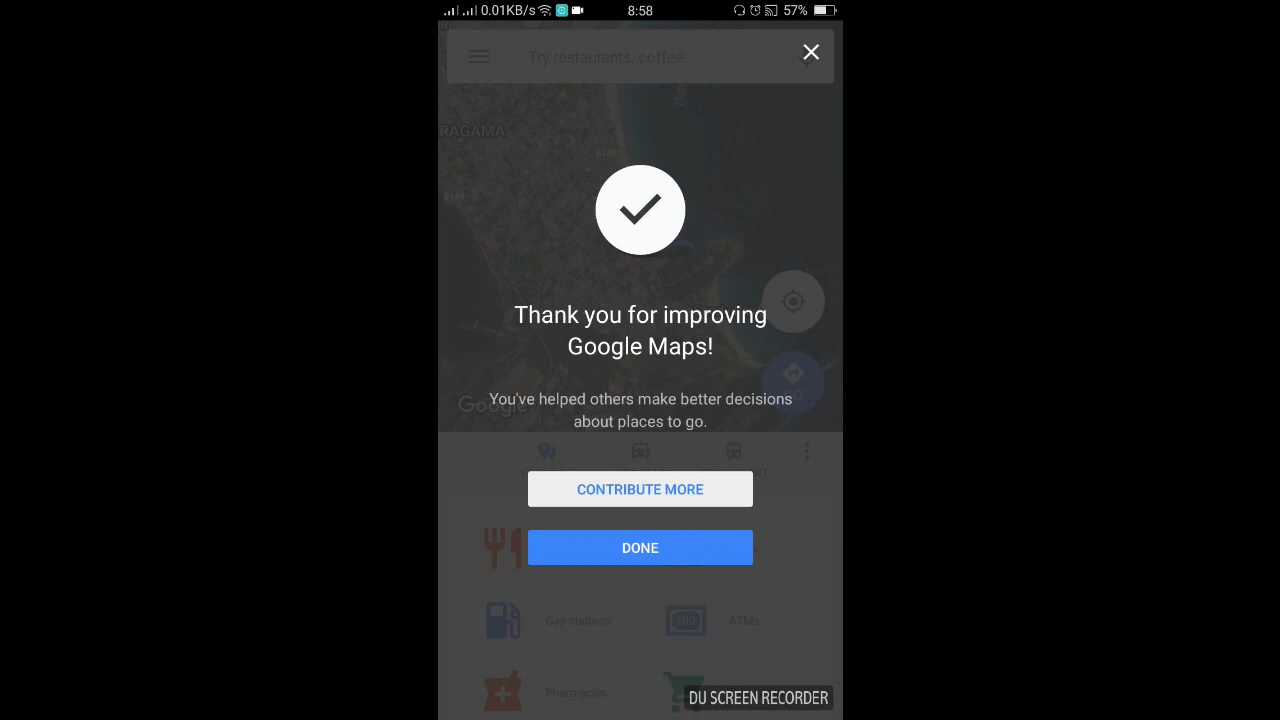 0.01KB/s 8:58 57%
Try restaurants, coffee
RAGAMA
Thank you for improving
Google Maps!
You've helped others make better decisions
about places to go.
Google
CONTRIBUTE MORE
DONE
Gas stations
100
ATMs
Pharmacies
DU SCREEN RECORDER